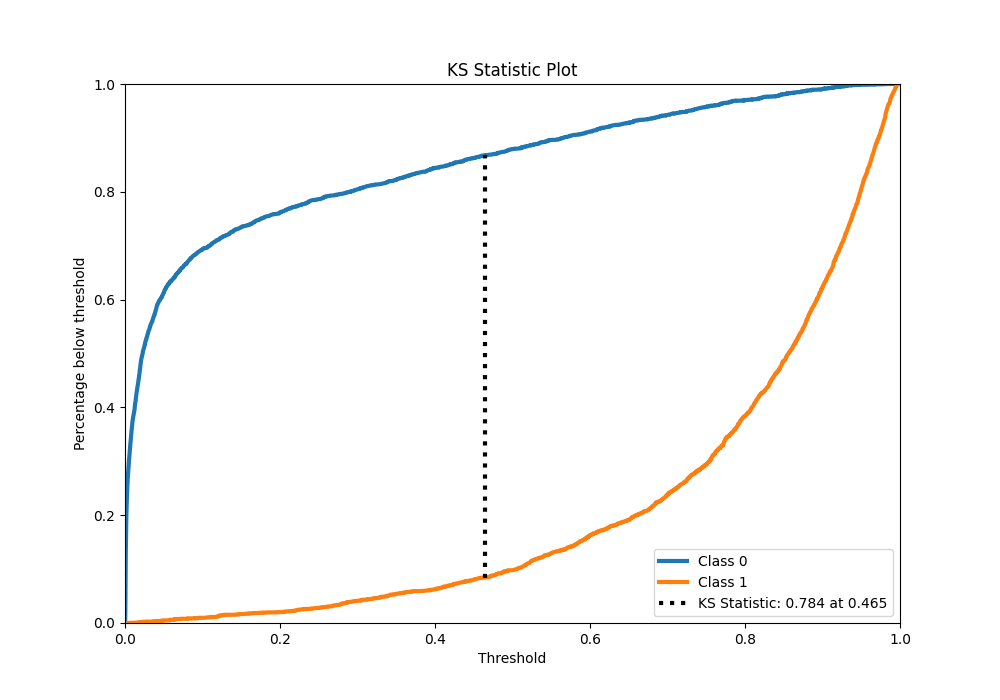 KS Statistic Plot
1.0
0.8
0.6
0.4
0.2
0.0
Percentage below threshold
0.0 0.2 0.4 0.6 0.8 1.0
Threshold
Class 0
Class 1
KS Statistic: 0.784 at 0.465